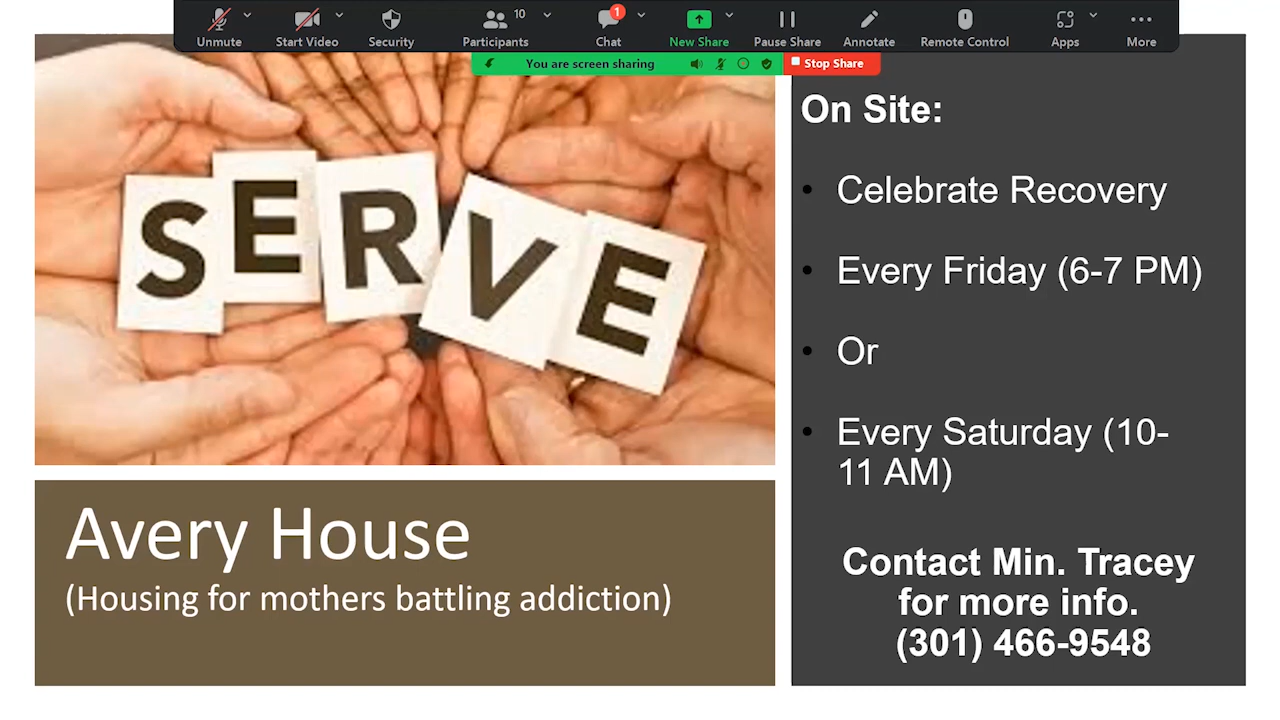 Unmute
Start Video
Security
Participants
10
Chat
1
New Share
Pause Share
Annotate
Remote Control
Apps
More
You are screen sharing
Stop Share
SERVE
Avery House
(Housing for mothers battling addiction)
On Site:
• Celebrate Recovery
• Every Friday (6-7 PM)
• Or
• Every Saturday (10-
11 AM)
Contact Min. Tracey
for more info.
(301) 466-9548